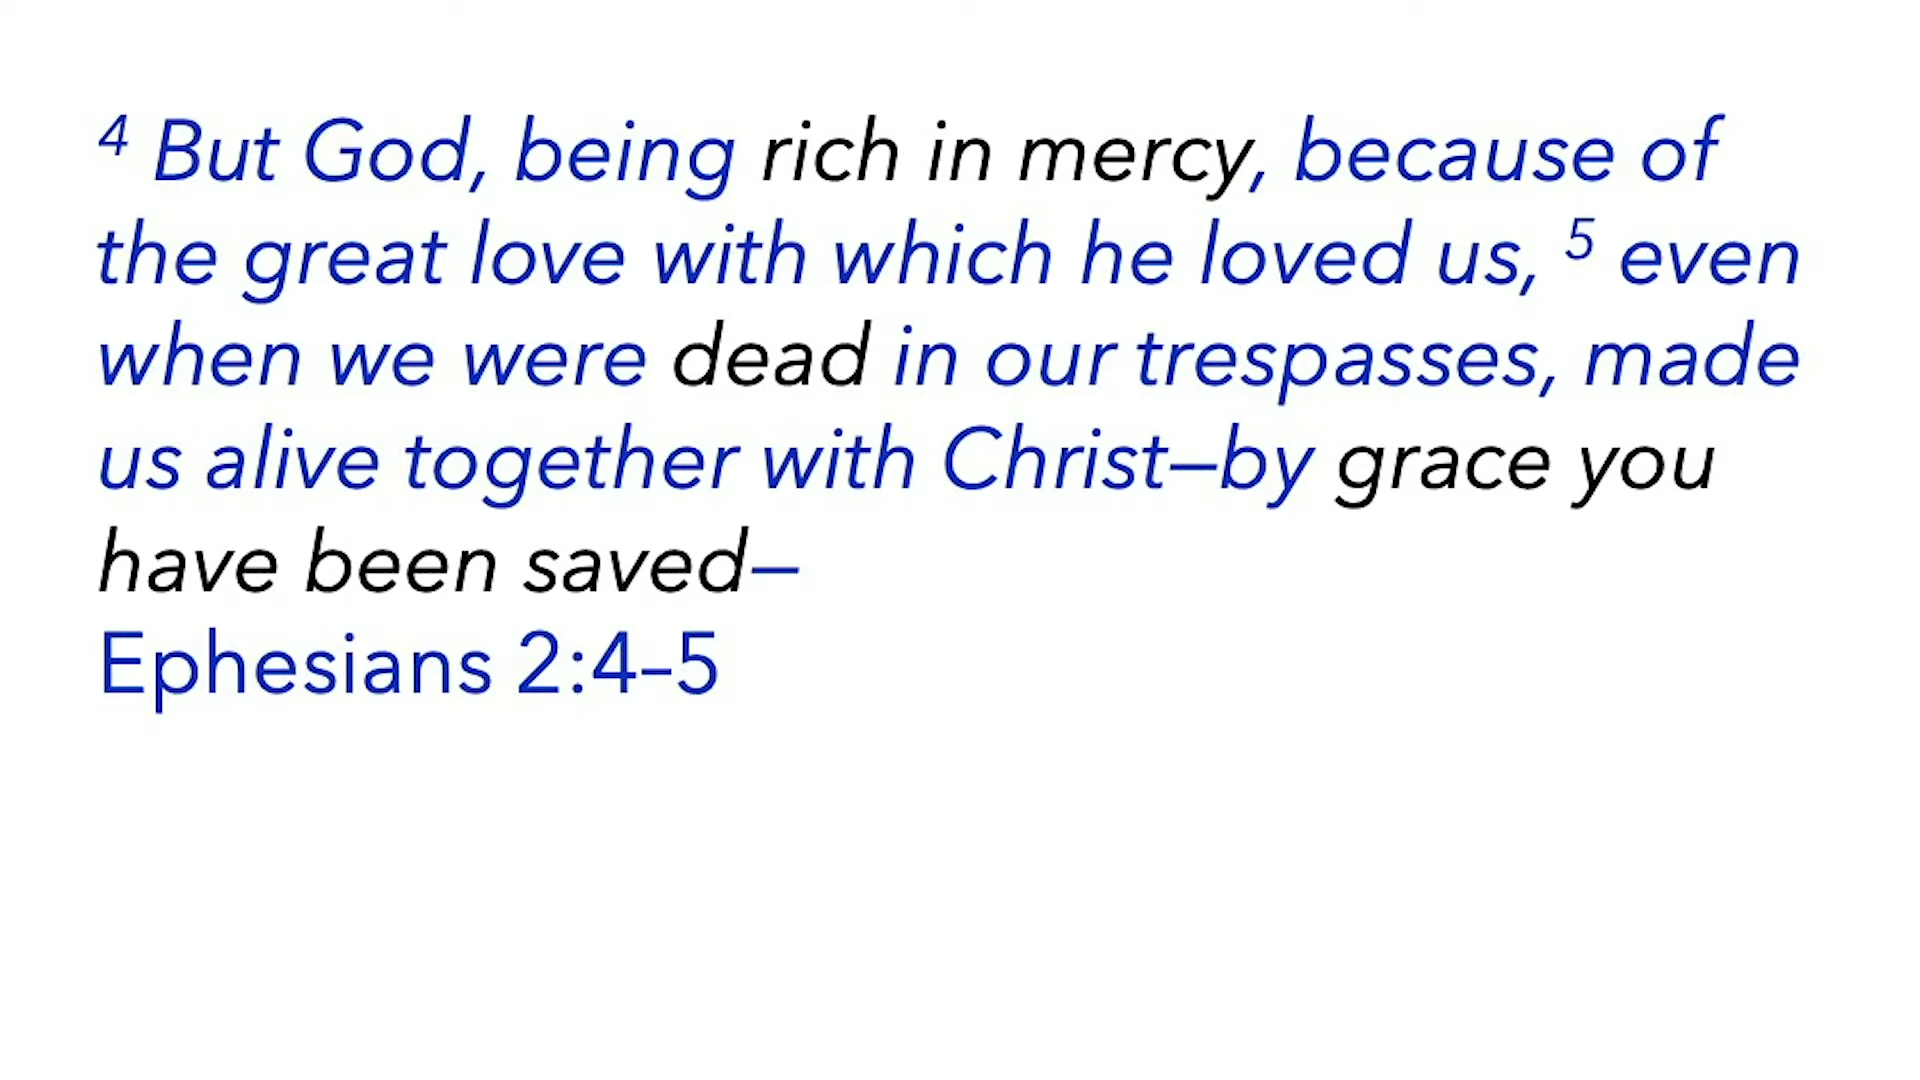 4 But God, being rich in mercy, because of
the great love with which he loved us, 5 even
when we were dead in our trespasses, made
us alive together with Christ—by grace you
have been saved—
Ephesians 2:4–5